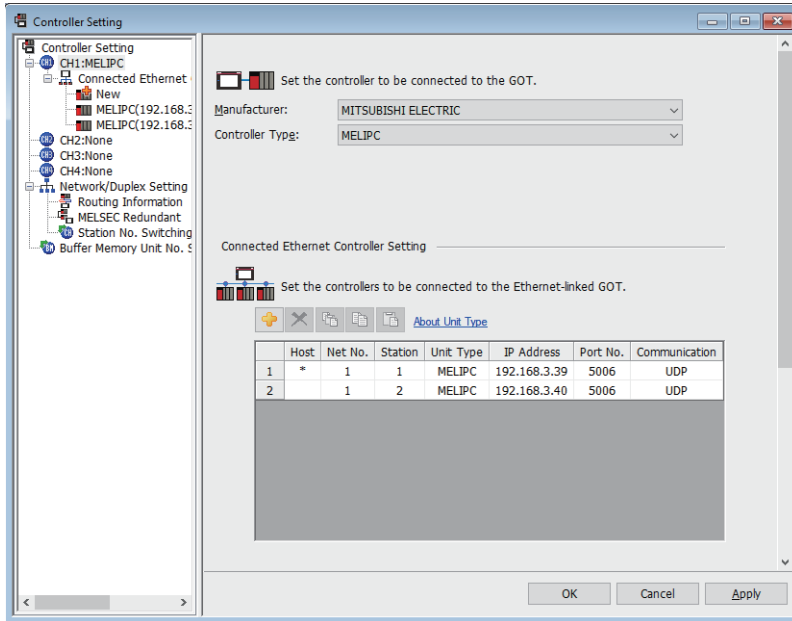 Controller Setting
Controller Setting
CH1:MELIPC
Connected Ethernet
New
MELIPC(192.168.3
MELIPC(192.168.3
CH2:None
CH3:None
CH4:None
Network/Duplex Setting
Routing Information
MELSEC Redundant
Station No. Switching
Buffer Memory Unit No. S
Set the controller to be connected to the GOT.
Manufacturer: MITSUBISHI ELECTRIC
Controller Type: MELIPC
Connected Ethernet Controller Setting
Set the controllers to be connected to the Ethernet-linked GOT.
About Unit Type
Host Net No. Station Unit Type IP Address Port No. Communication
1 * 1 1 MELIPC 192.168.3.39 5006 UDP
2 1 2 MELIPC 192.168.3.40 5006 UDP
OK Cancel Apply